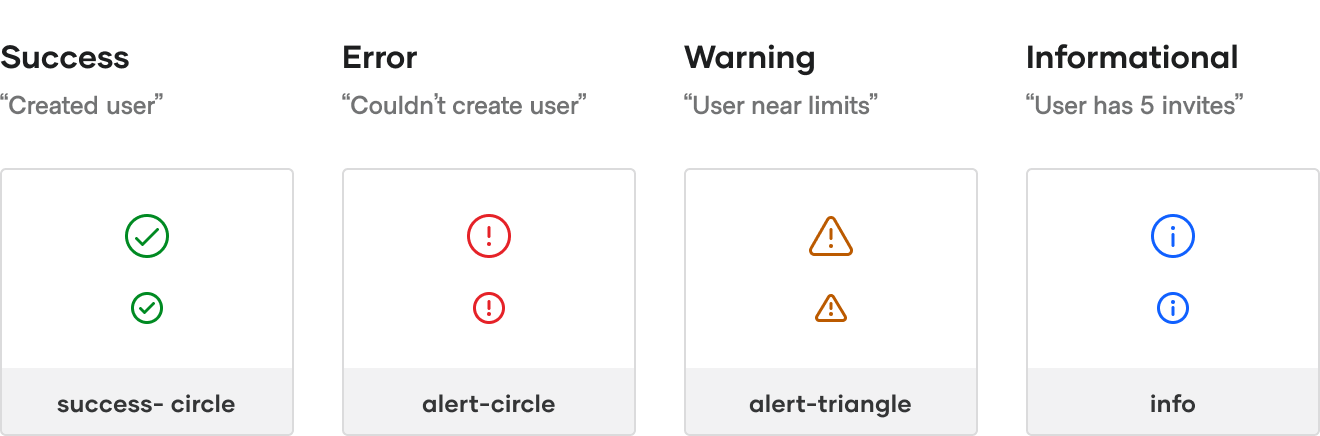 Success
“Created user”
Error
“Couldn’t create user”
Warning
“User near limits”
Informational
“User has 5 invites”
success- circle
alert-circle
alert-triangle
info